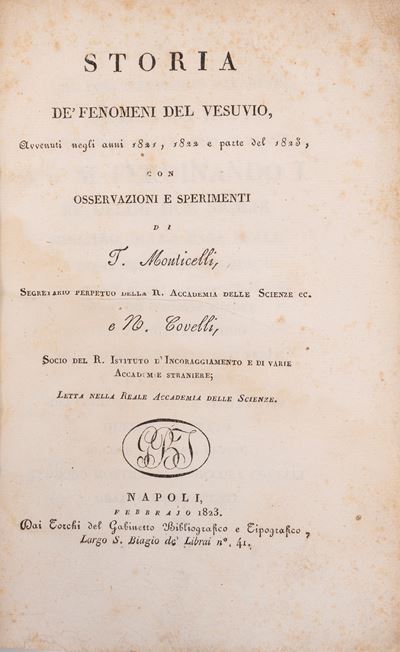 STORIA
DE' FENOMENI DEL VESUVIO,
Avvenuti negli anni 1821, 1822 e parte del 1823,
CON
OSSERVAZIONI E SPERIMENTI
DI
T. Monticelli,
SEGRETARIO PERPETUO DELLA R. ACCADEMIA DELLE SCIENZE EC.
e N. Covelli,
SOCIO DEL R. ISTITUTO D'INCORAGGIAMENTO E DI VARIE
ACCADEMIE STRANIERE;
LETTA NELLA REALE ACCADEMIA DELLE SCIENZE.
GBT
NAPOLI,
FEBBRAJO 1823.
Dai Torchi del Gabinetto Bibliografico e Tipografico,
Largo S. Biagio de' Librai n°. 41.